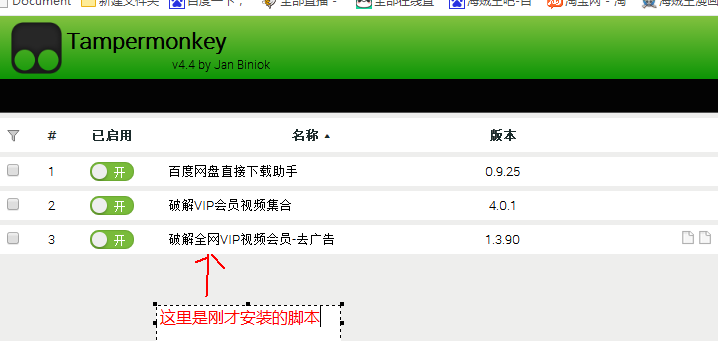 Document 新建文件夹 百度一下， 全部直播 - 全部在线直 海贼王吧-百 淘宝网 - 淘 海贼王漫画
Tampermonkey
v4.4 by Jan Biniok
# 已启用 名称 版本
1 开 百度网盘直接下载助手 0.9.25
2 开 破解VIP会员视频集合 4.0.1
3 开 破解全网VIP视频会员-去广告 1.3.90
这里是刚才安装的脚本